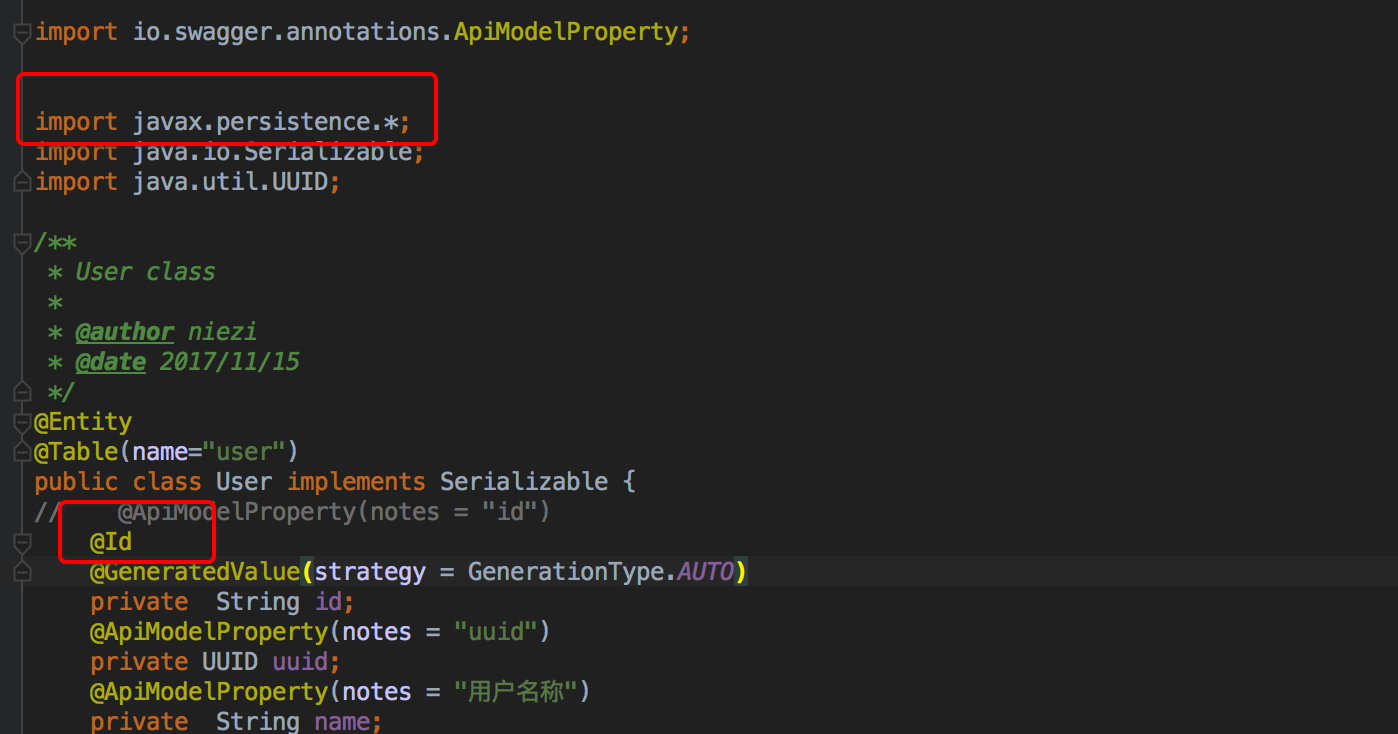 import io.swagger.annotations.ApiModelProperty;
import javax.persistence.*;
import java.io.Serializable;
import java.util.UUID;
/**
* User class
*
* @author niezi
* @date 2017/11/15
*/
@Entity
@Table(name="user")
public class User implements Serializable {
//    @ApiModelProperty(notes = "id")
@Id
@GeneratedValue(strategy = GenerationType.AUTO)
private  String id;
@ApiModelProperty(notes = "uuid")
private UUID uuid;
@ApiModelProperty(notes = "用户名称")
private  String name;